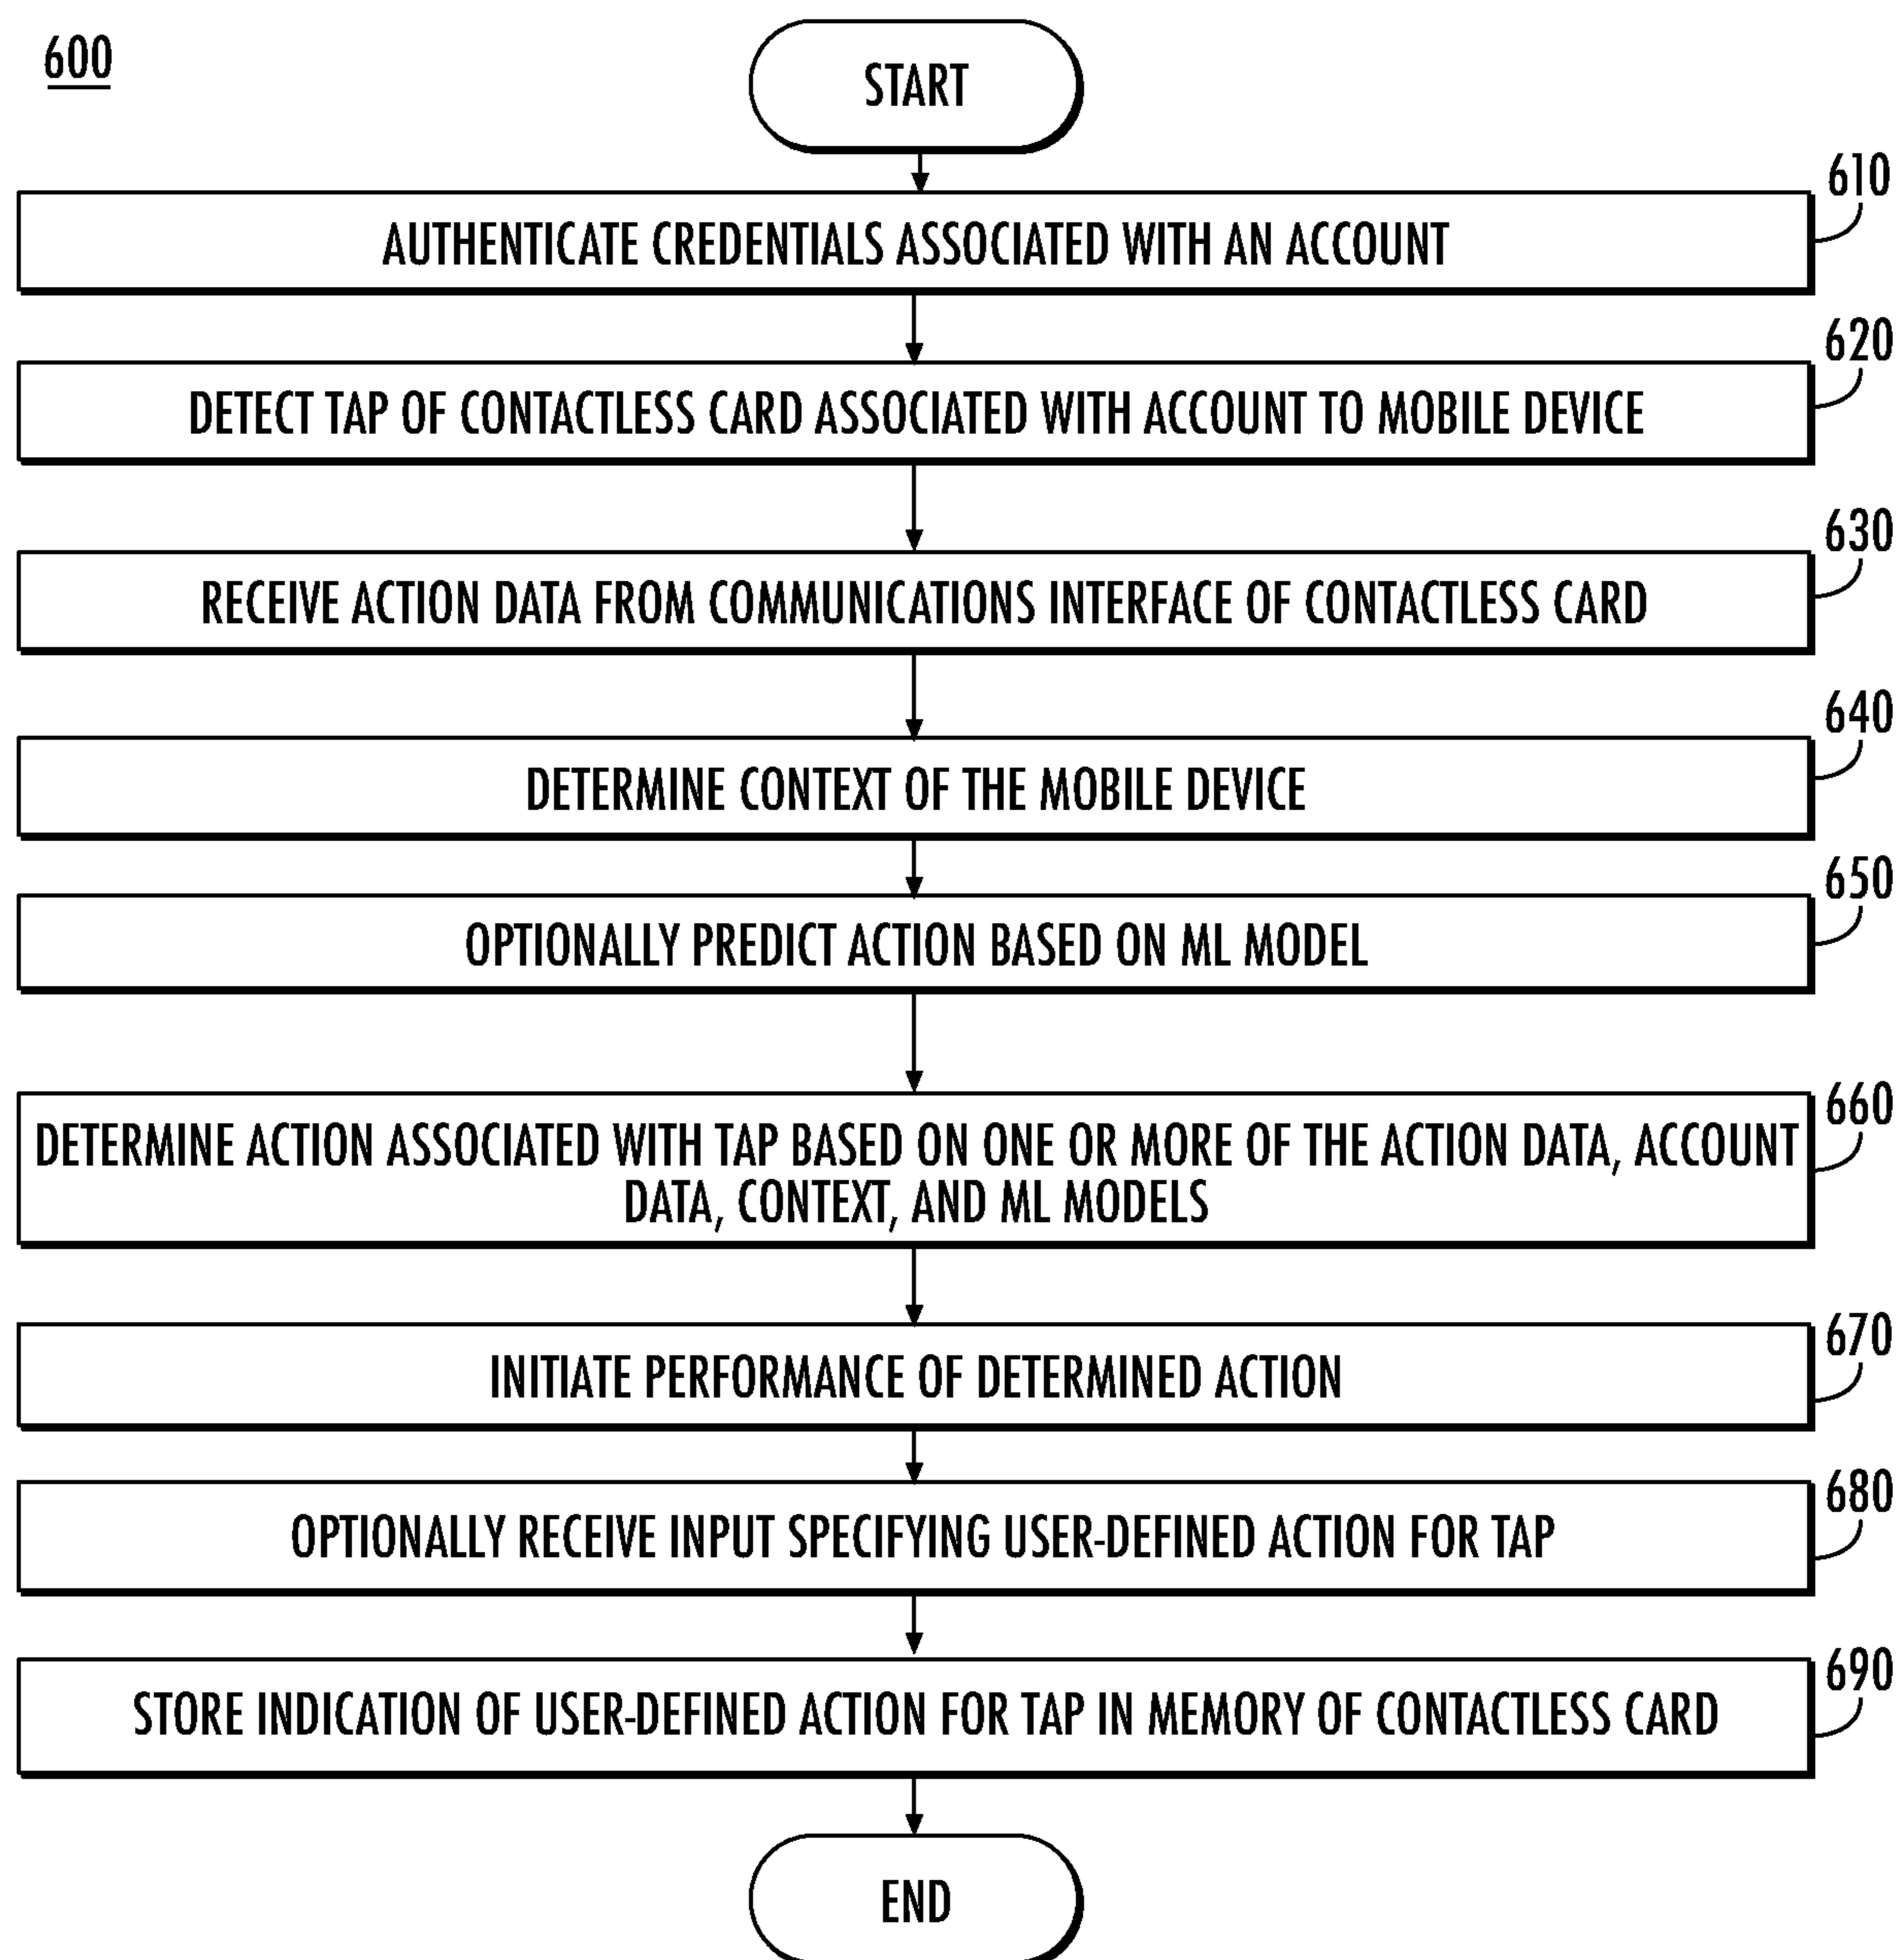 600
START
610
AUTHENTICATE CREDENTIALS ASSOCIATED WITH AN ACCOUNT
620
DETECT TAP OF CONTACTLESS CARD ASSOCIATED WITH ACCOUNT TO MOBILE DEVICE
630
RECEIVE ACTION DATA FROM COMMUNICATIONS INTERFACE OF CONTACTLESS CARD
640
DETERMINE CONTEXT OF THE MOBILE DEVICE
650
OPTIONALLY PREDICT ACTION BASED ON ML MODEL
660
DETERMINE ACTION ASSOCIATED WITH TAP BASED ON ONE OR MORE OF THE ACTION DATA, ACCOUNT
DATA, CONTEXT, AND ML MODELS
670
INITIATE PERFORMANCE OF DETERMINED ACTION
680
OPTIONALLY RECEIVE INPUT SPECIFYING USER-DEFINED ACTION FOR TAP
690
STORE INDICATION OF USER-DEFINED ACTION FOR TAP IN MEMORY OF CONTACTLESS CARD
END